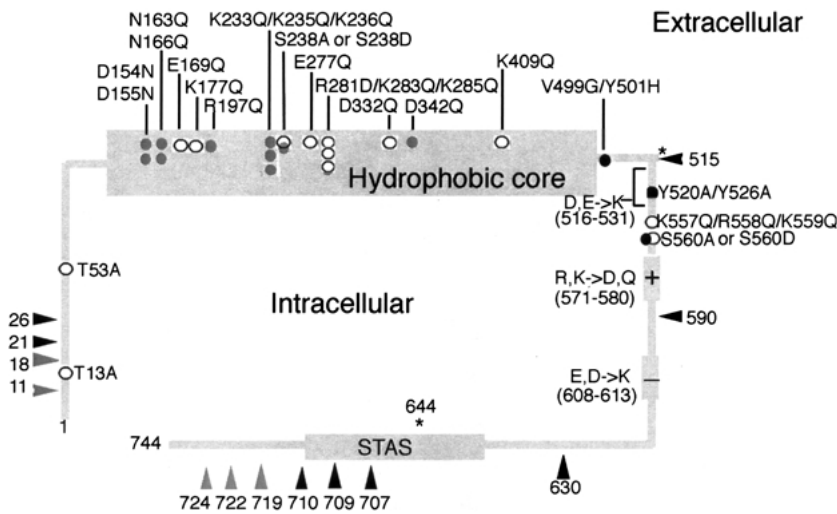 Extracellular
N163Q
N166Q
K233Q/K235Q/K236Q
S238A or S238D
E169Q
E277Q
K409Q
D154N
D155N
K177Q
R197Q
R281D/K283Q/K285Q
D332Q
D342Q
V499G/Y501H
*
515
Hydrophobic core
Y520A/Y526A
D,E->K
(516-531)
K557Q/R558Q/K559Q
S560A or S560D
T53A
R,K->D,Q
(571-580)
+
Intracellular
26
21
18
11
590
T13A
E,D->K
(608-613)
−
1
644
*
744
STAS
724
722
719
710
709
707
630